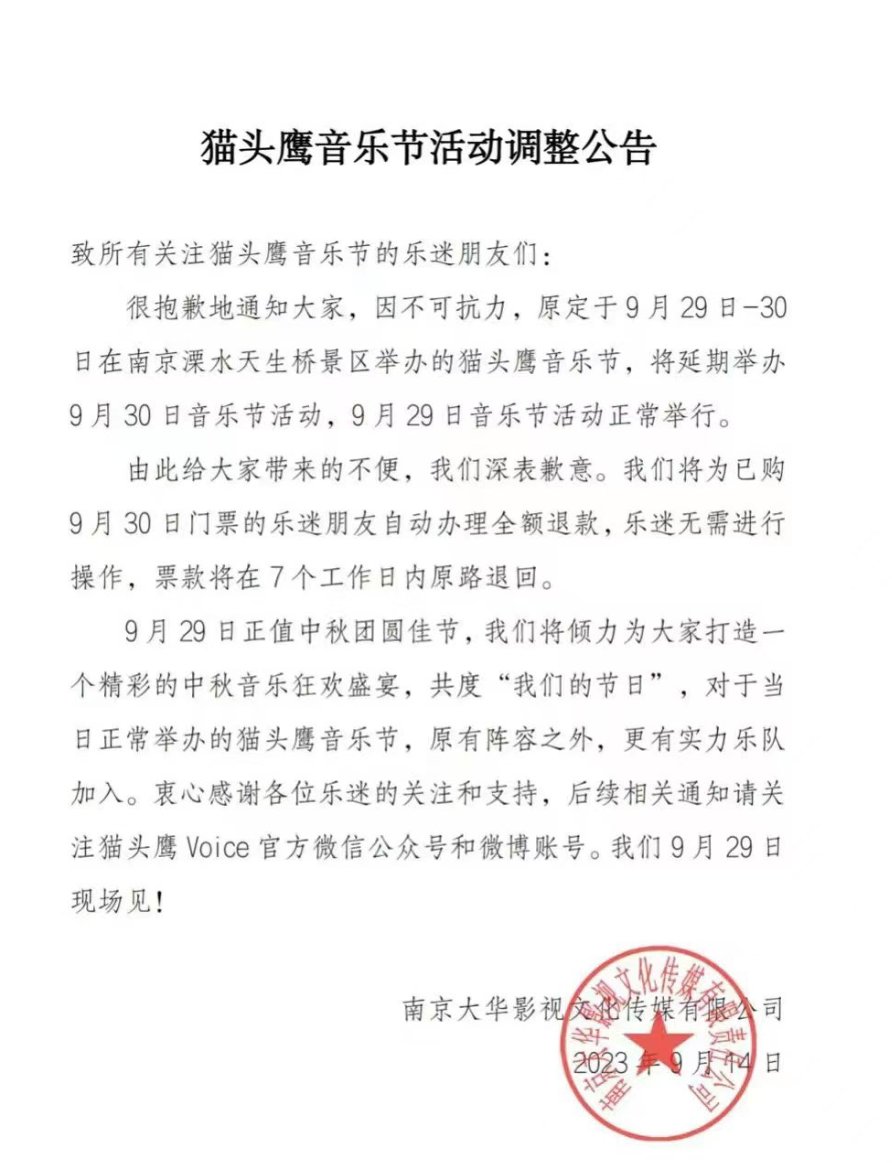 猫头鹰音乐节活动调整公告
致所有关注猫头鹰音乐节的乐迷朋友们：
很抱歉地通知大家，因不可抗力，原定于9月29日-30
日在南京溧水天生桥景区举办的猫头鹰音乐节，将延期举办
9月30日音乐节活动，9月29日音乐节活动正常举行。
由此给大家带来的不便，我们深表歉意。我们将为已购
9月30日门票的乐迷朋友自动办理全额退款，乐迷无需进行
操作，票款将在7个工作日内原路退回。
9月29日正值中秋团圆佳节，我们将倾力为大家打造一
个精彩的中秋音乐狂欢盛宴，共度“我们的节日”，对于当
日正常举办的猫头鹰音乐节，原有阵容之外，更有实力乐队
加入。衷心感谢各位乐迷的关注和支持，后续相关通知请关
注猫头鹰Voice官方微信公众号和微博账号。我们9月29日
现场见！
南京大华影视文化传媒有限公司
2023年9月14日
南京大华影视文化传媒有限责任公司